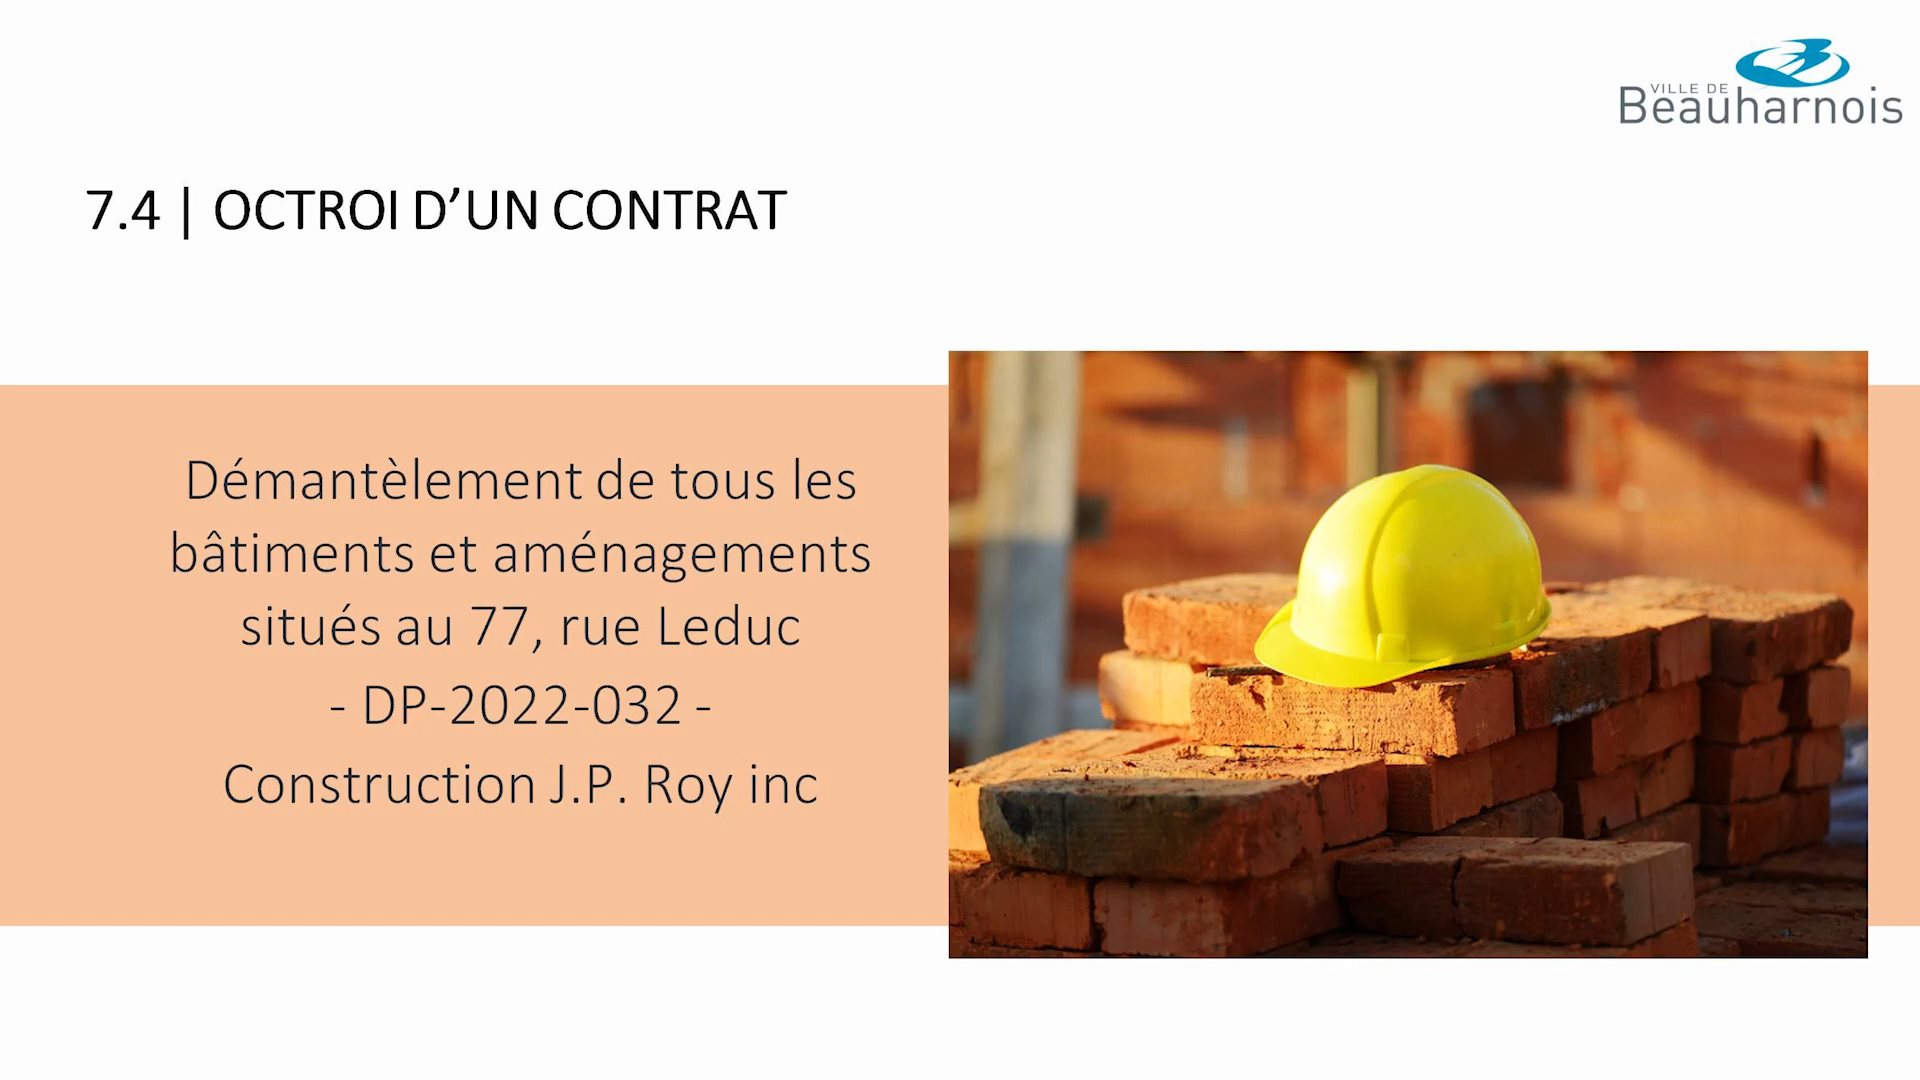 VILLE DE
Beauharnois
7.4 | OCTROI D’UN CONTRAT
Démantèlement de tous les
bâtiments et aménagements
situés au 77, rue Leduc
- DP-2022-032 -
Construction J.P. Roy inc